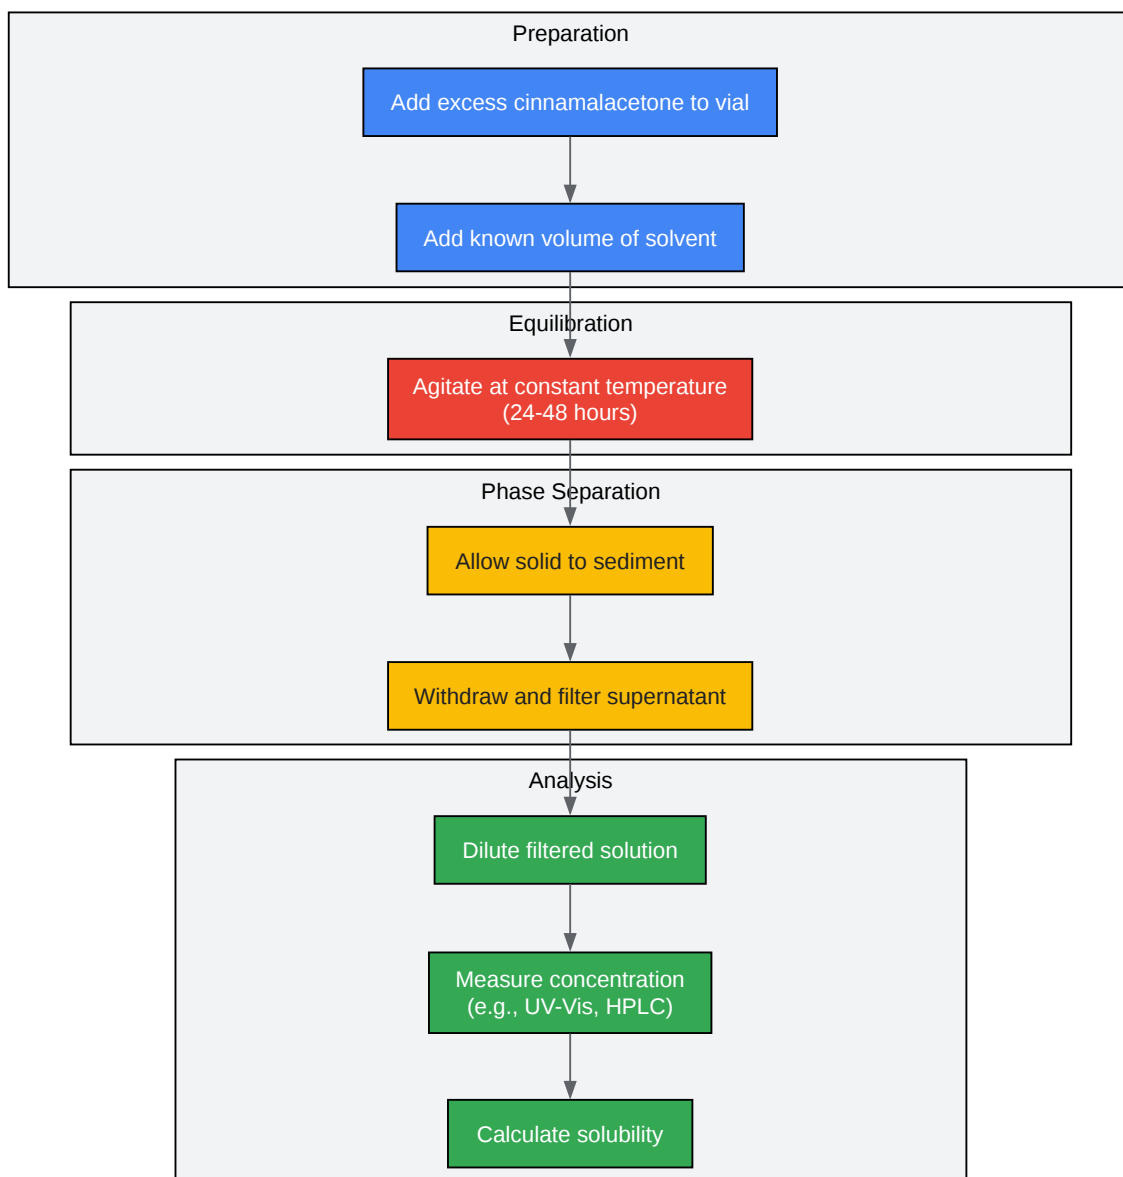 Preparation
Add excess cinnamalacetone to vial
Add known volume of solvent
Equilibration
Agitate at constant temperature
(24-48 hours)
Phase Separation
Allow solid to sediment
Withdraw and filter supernatant
Analysis
Dilute filtered solution
Measure concentration
(e.g., UV-Vis, HPLC)
Calculate solubility